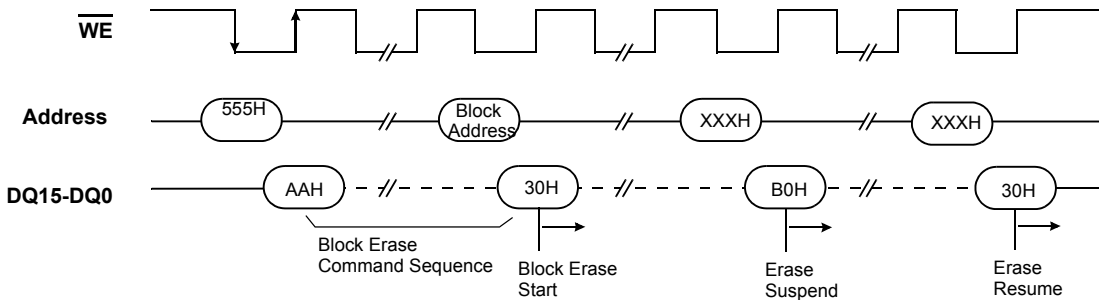 WE
Address
555H
Block
Address
XXXH
XXXH
DQ15-DQ0
AAH
30H
B0H
30H
Block Erase
Command Sequence
Block Erase
Start
Erase
Suspend
Erase
Resume